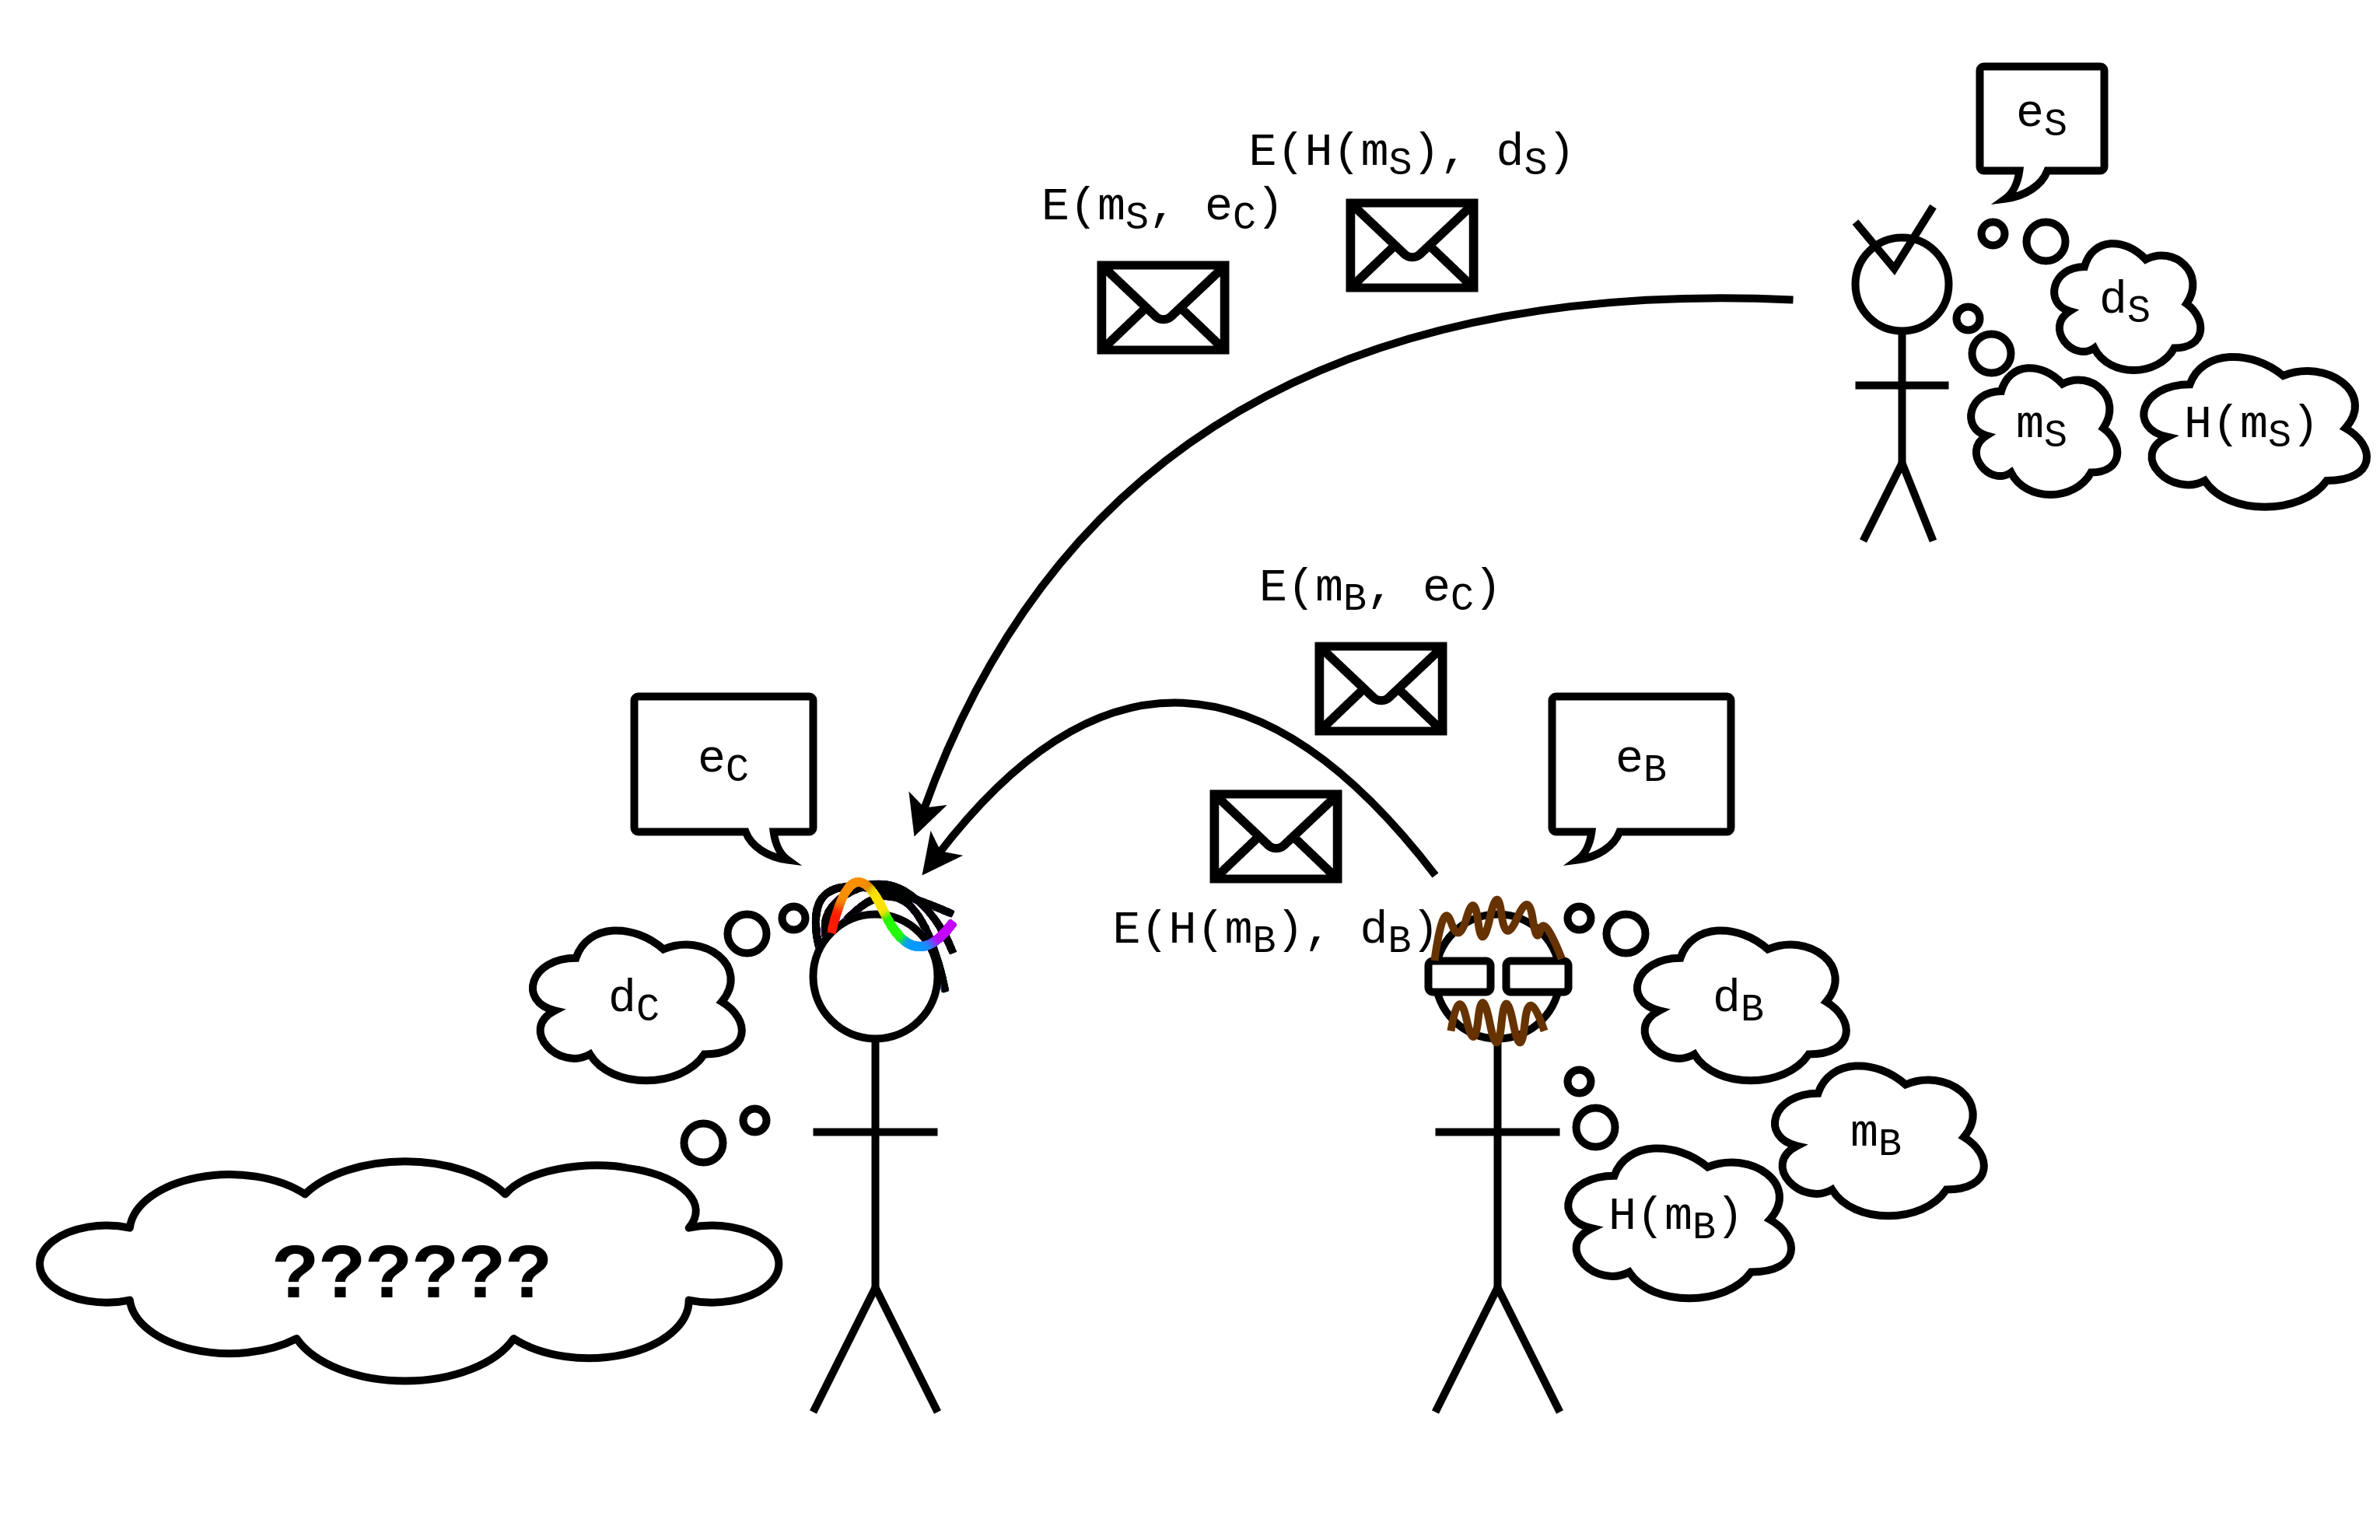 e_S
E(H(m_S), d_S)
E(m_S, e_C)
d_S
m_S
H(m_S)
E(m_B, e_C)
e_C
e_B
E(H(m_B), d_B)
d_C
d_B
m_B
H(m_B)
??????